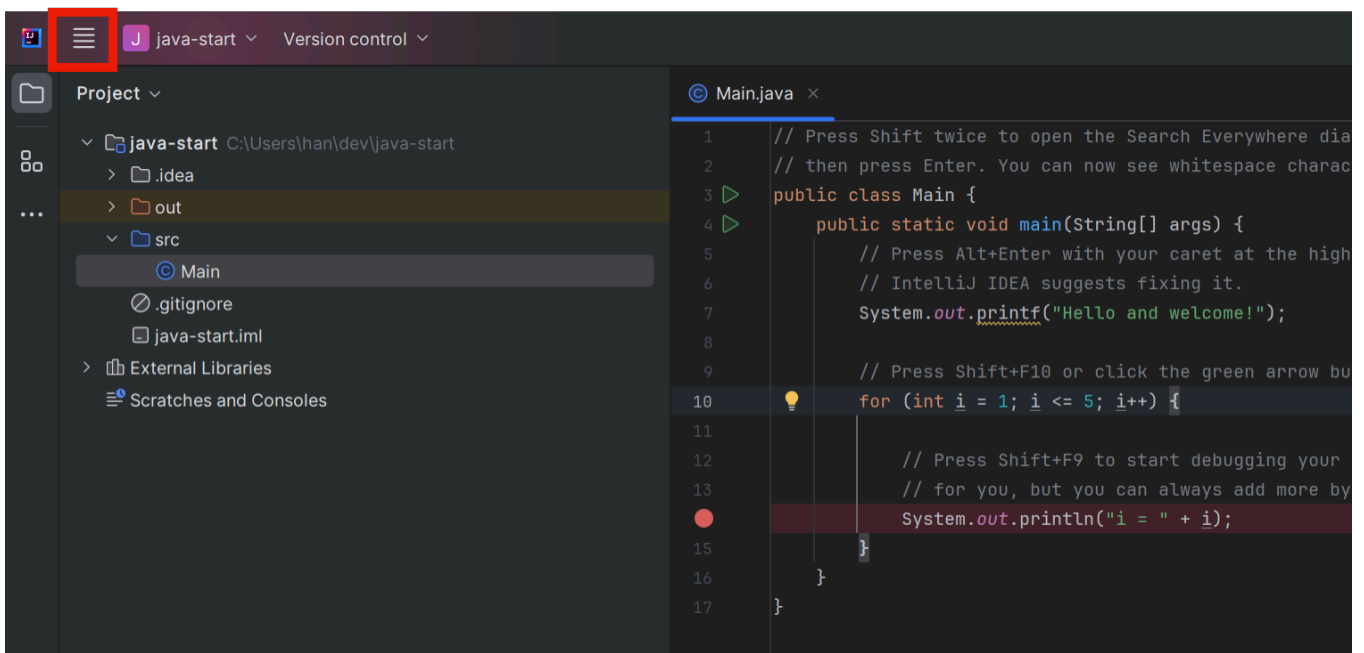 IJ
J java-start Version control
Project
java-start C:\Users\han\dev\java-start
.idea
out
src
C Main
.gitignore
java-start.iml
External Libraries
Scratches and Consoles
C Main.java ×
1 // Press Shift twice to open the Search Everywhere dia
2 // then press Enter. You can now see whitespace charac
3 public class Main {
4 public static void main(String[] args) {
5 // Press Alt+Enter with your caret at the high
6 // IntelliJ IDEA suggests fixing it.
7 System.out.printf("Hello and welcome!");
8
9 // Press Shift+F10 or click the green arrow bu
10 for (int i = 1; i <= 5; i++) {
11
12 // Press Shift+F9 to start debugging your
13 // for you, but you can always add more by
System.out.println("i = " + i);
15 }
16 }
17 }